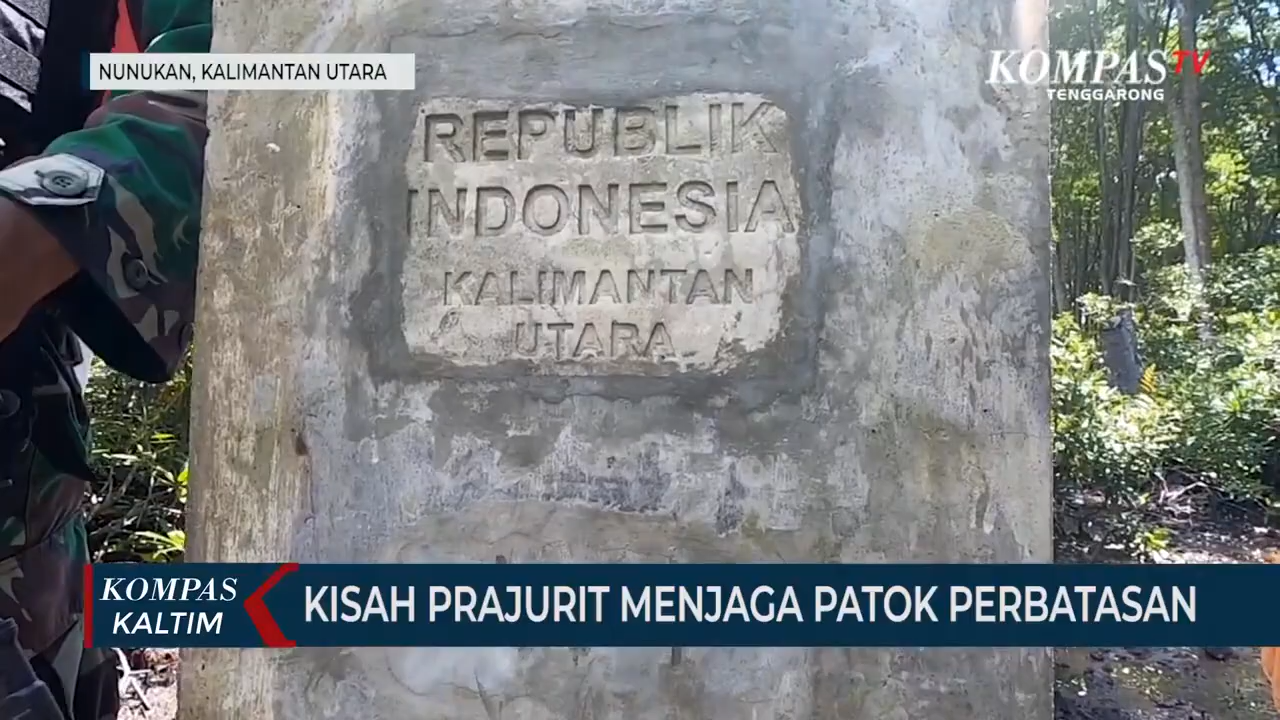 NUNUKAN, KALIMANTAN UTARA
KOMPAS TV
TENGGARONG
REPUBLIK
INDONESIA
KALIMANTAN
UTARA
KOMPAS
KALTIM
KISAH PRAJURIT MENJAGA PATOK PERBATASAN